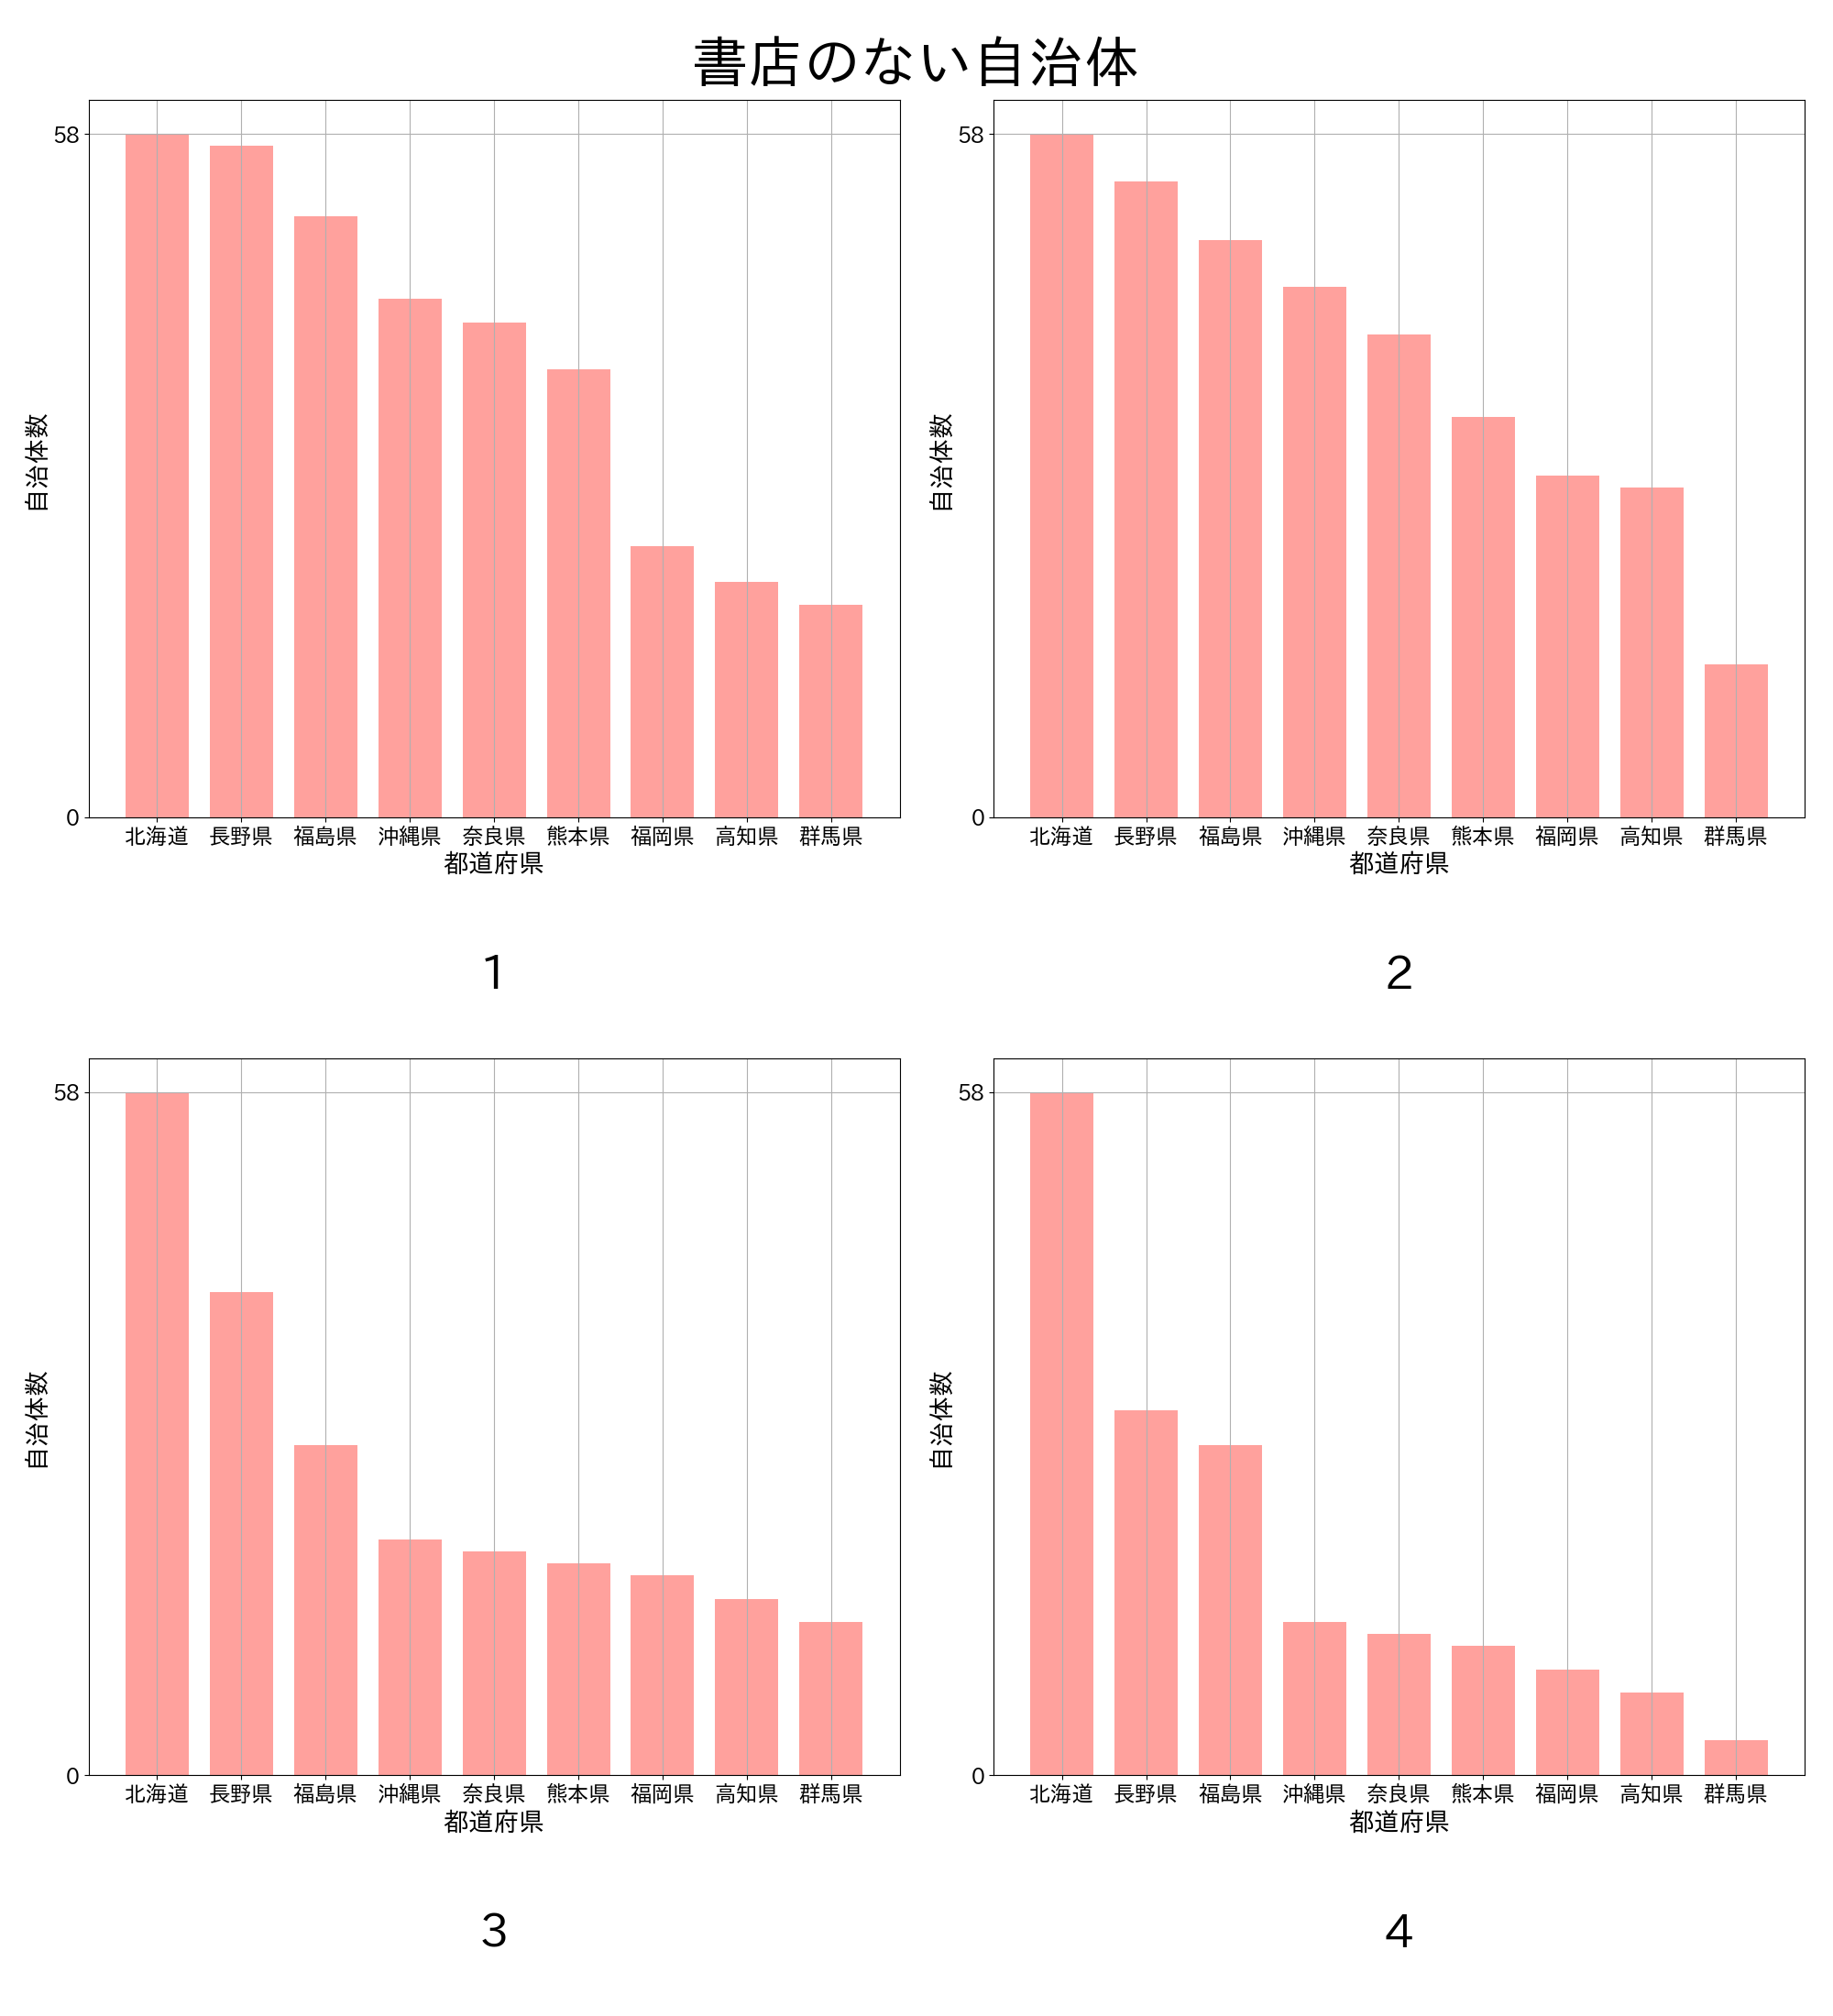 書店のない自治体
58
0
自治体数
北海道 長野県 福島県 沖縄県 奈良県 熊本県 福岡県 高知県 群馬県
都道府県
1
58
0
自治体数
北海道 長野県 福島県 沖縄県 奈良県 熊本県 福岡県 高知県 群馬県
都道府県
2
58
0
自治体数
北海道 長野県 福島県 沖縄県 奈良県 熊本県 福岡県 高知県 群馬県
都道府県
3
58
0
自治体数
北海道 長野県 福島県 沖縄県 奈良県 熊本県 福岡県 高知県 群馬県
都道府県
4